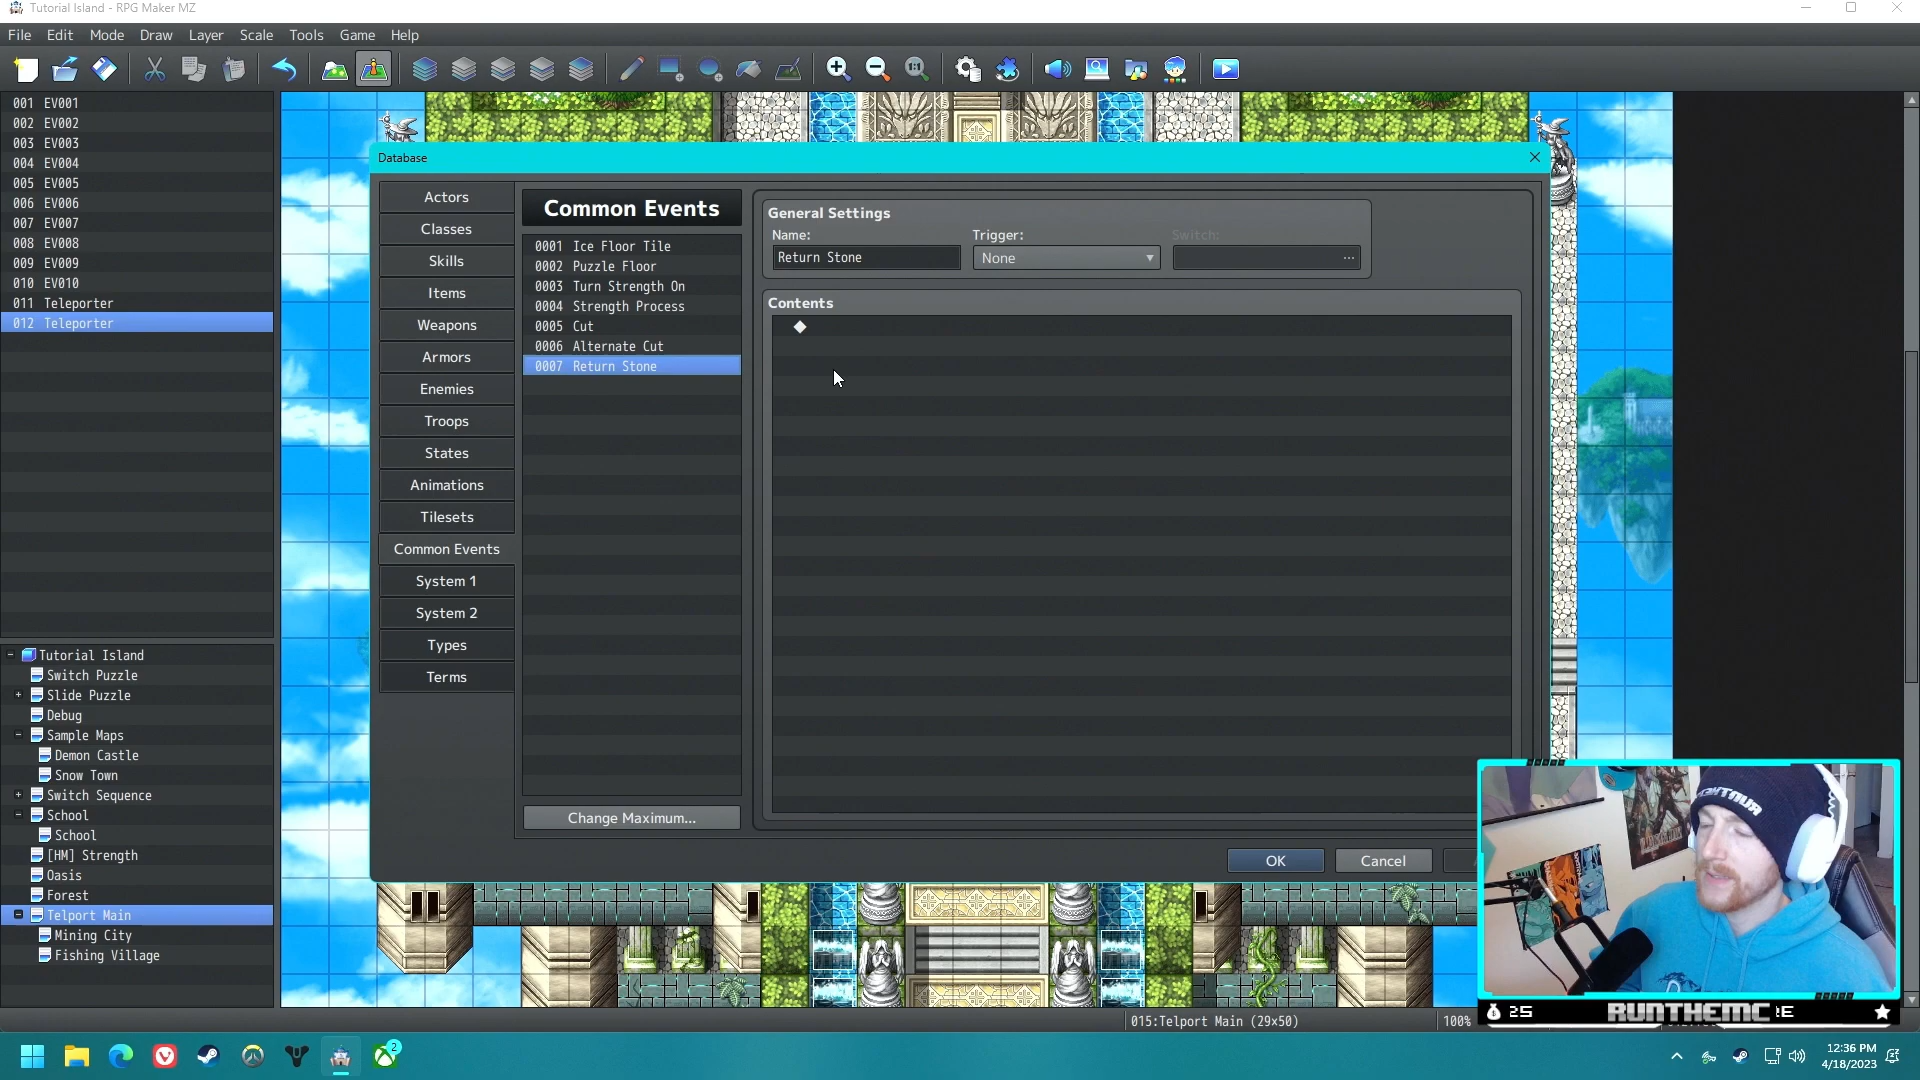 Tutorial Island - RPG Maker MZ
File Edit Mode Draw Layer Scale Tools Game Help
1:1
001 EV001
002 EV002
003 EV003
004 EV004
005 EV005
006 EV006
007 EV007
008 EV008
009 EV009
010 EV010
011 Teleporter
012 Teleporter
Tutorial Island
Switch Puzzle
Slide Puzzle
Debug
Sample Maps
Demon Castle
Snow Town
Switch Sequence
School
School
[HM] Strength
Oasis
Forest
Telport Main
Mining City
Fishing Village
Database
Actors
Classes
Skills
Items
Weapons
Armors
Enemies
Troops
States
Animations
Tilesets
Common Events
System 1
System 2
Types
Terms
Common Events
0001 Ice Floor Tile
0002 Puzzle Floor
0003 Turn Strength On
0004 Strength Process
0005 Cut
0006 Alternate Cut
0007 Return Stone
Change Maximum...
General Settings
Name: Trigger: Switch:
Return Stone None ...
Contents
OK Cancel
25 RUNTHEMC
015:Telport Main (29x50) 100%
2
12:36 PM
4/18/2023